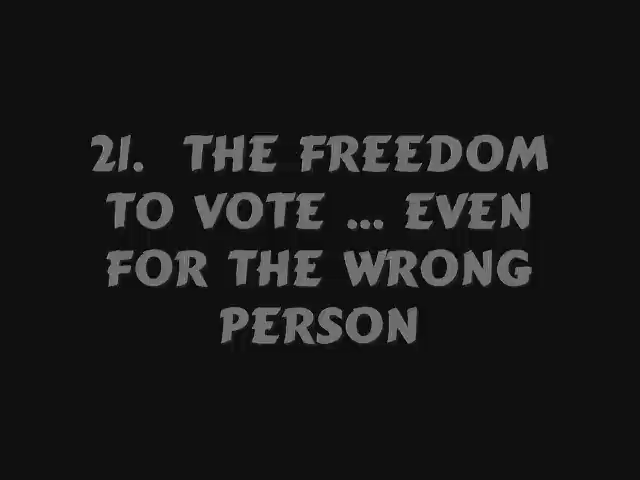 21. THE FREEDOM
TO VOTE ... EVEN
FOR THE WRONG
PERSON